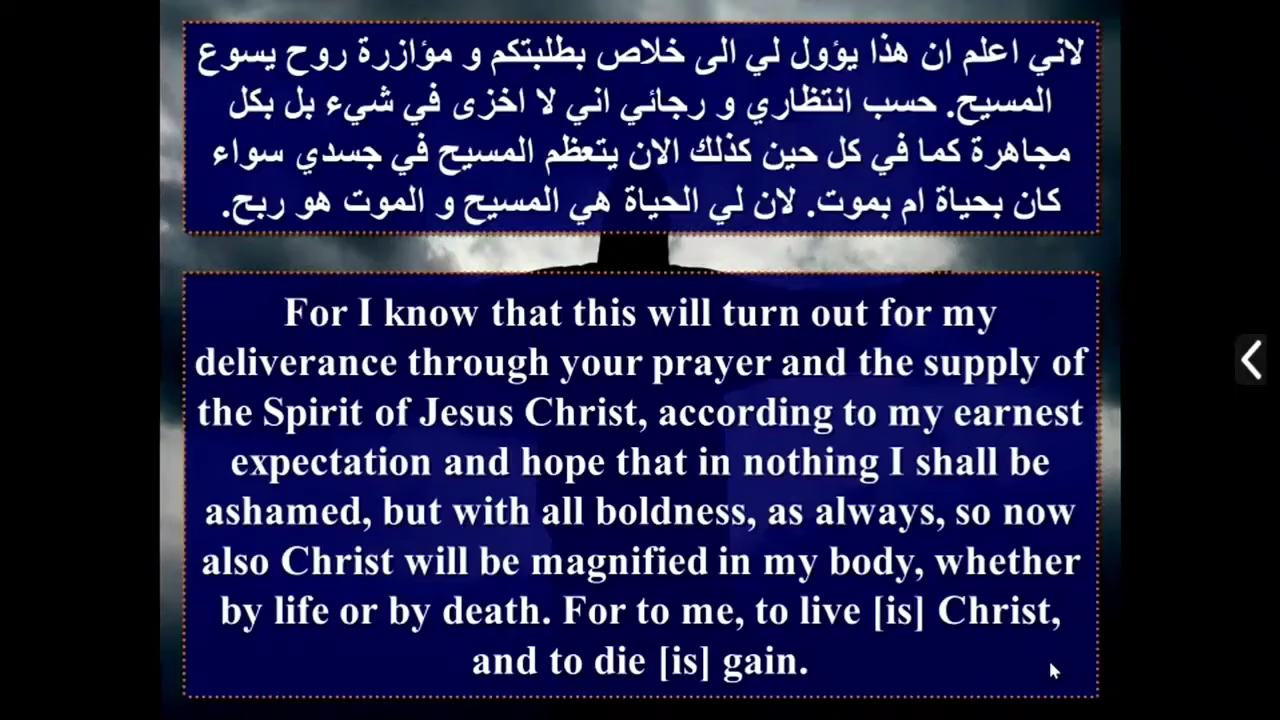 لاني اعلم ان هذا يؤول لي الى خلاص بطلبتكم و مؤازرة روح يسوع
المسيح. حسب انتظاري و رجائي اني لا اخزى في شيء بل بكل
مجاهرة كما في كل حين كذلك الان يتعظم المسيح في جسدي سواء
كان بحياة ام بموت. لان لي الحياة هي المسيح و الموت هو ربح.
For I know that this will turn out for my
deliverance through your prayer and the supply of
the Spirit of Jesus Christ, according to my earnest
expectation and hope that in nothing I shall be
ashamed, but with all boldness, as always, so now
also Christ will be magnified in my body, whether
by life or by death. For to me, to live [is] Christ,
and to die [is] gain.